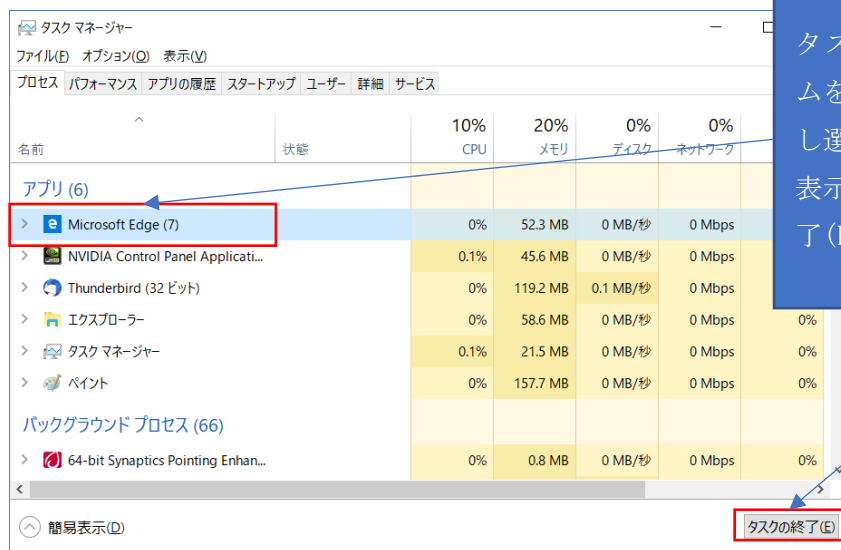 タスク マネージャー
ファイル(F) オプション(O) 表示(V)
プロセス パフォーマンス アプリの履歴 スタートアップ ユーザー 詳細 サービス
10% 20% 0% 0%
名前 状態 CPU メモリ ディスク ネットワーク
アプリ (6)
Microsoft Edge (7) 0% 52.3 MB 0 MB/秒 0 Mbps
NVIDIA Control Panel Applicati... 0.1% 45.6 MB 0 MB/秒 0 Mbps
Thunderbird (32 ビット) 0% 119.2 MB 0.1 MB/秒 0 Mbps
エクスプローラー 0% 58.6 MB 0 MB/秒 0 Mbps 0%
タスク マネージャー 0.1% 21.5 MB 0 MB/秒 0 Mbps 0%
ペイント 0% 157.7 MB 0 MB/秒 0 Mbps 0%
バックグラウンド プロセス (66)
64-bit Synaptics Pointing Enhan... 0% 0.8 MB 0 MB/秒 0 Mbps 0%
簡易表示(D) タスクの終了(E)
タス
ムを
し選
表示
了(